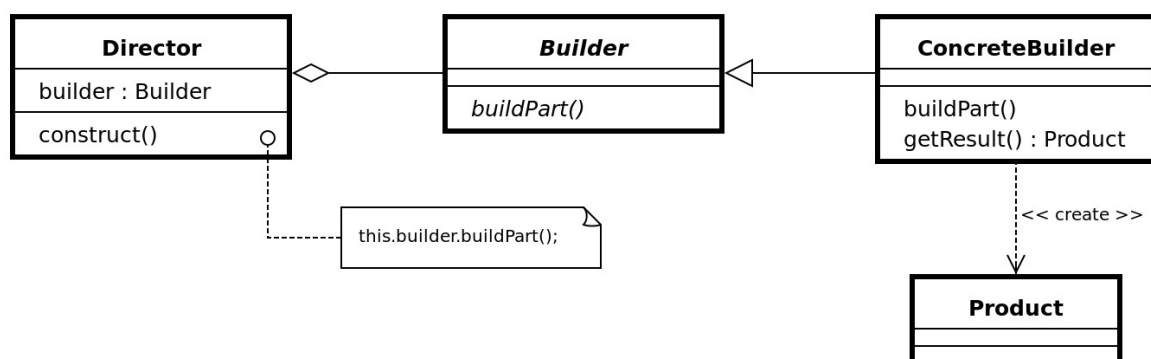 Director
builder : Builder
construct()
this.builder.buildPart();
Builder
buildPart()
ConcreteBuilder
buildPart()
getResult() : Product
<< create >>
Product